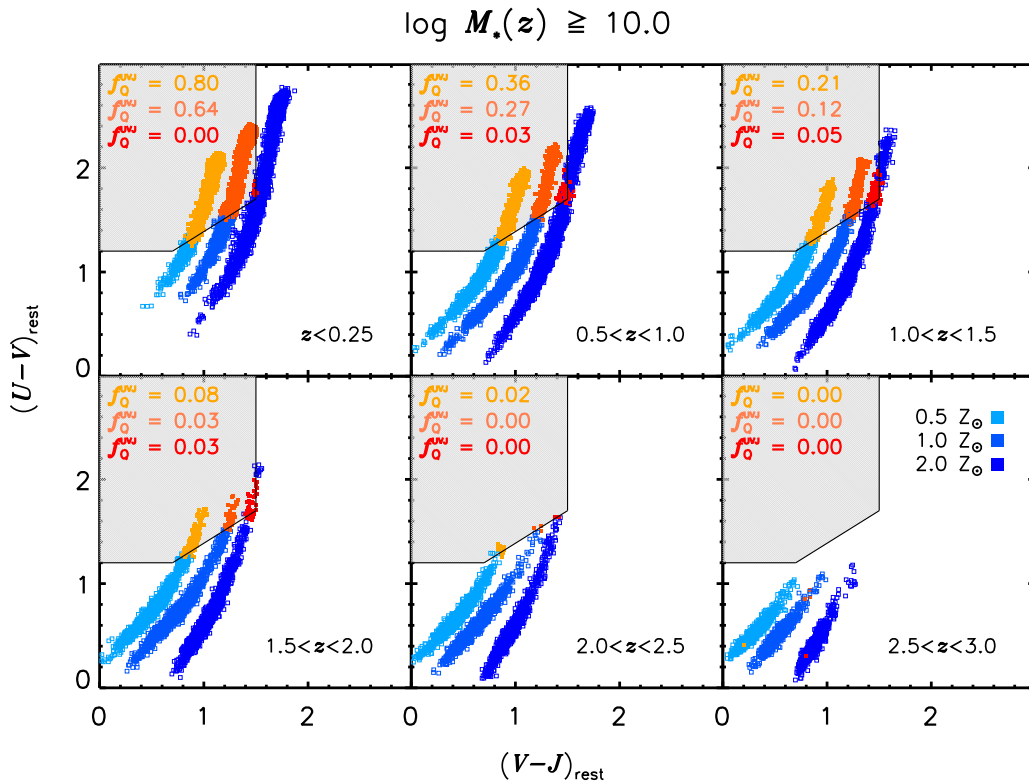 log M*(z) ≧ 10.0
f_Q^UVJ = 0.80
f_Q^UVJ = 0.64
f_Q^UVJ = 0.00
z<0.25
f_Q^UVJ = 0.36
f_Q^UVJ = 0.27
f_Q^UVJ = 0.03
0.5<z<1.0
f_Q^UVJ = 0.21
f_Q^UVJ = 0.12
f_Q^UVJ = 0.05
1.0<z<1.5
2
1
0
f_Q^UVJ = 0.08
f_Q^UVJ = 0.03
f_Q^UVJ = 0.03
1.5<z<2.0
f_Q^UVJ = 0.02
f_Q^UVJ = 0.00
f_Q^UVJ = 0.00
2.0<z<2.5
f_Q^UVJ = 0.00
f_Q^UVJ = 0.00
f_Q^UVJ = 0.00
0.5 Z⊙
1.0 Z⊙
2.0 Z⊙
2.5<z<3.0
2
1
0
0 1 2 0 1 2 0 1 2
(U−V)rest
(V−J)rest